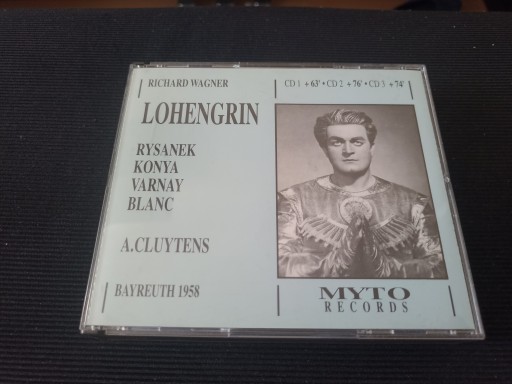 RICHARD WAGNER
CD 1 + 63' • CD 2 + 76' • CD 3 + 74'
LOHENGRIN
RYSANEK
KONYA
VARNAY
BLANC
A.CLUYTENS
BAYREUTH 1958
MYTO
RECORDS